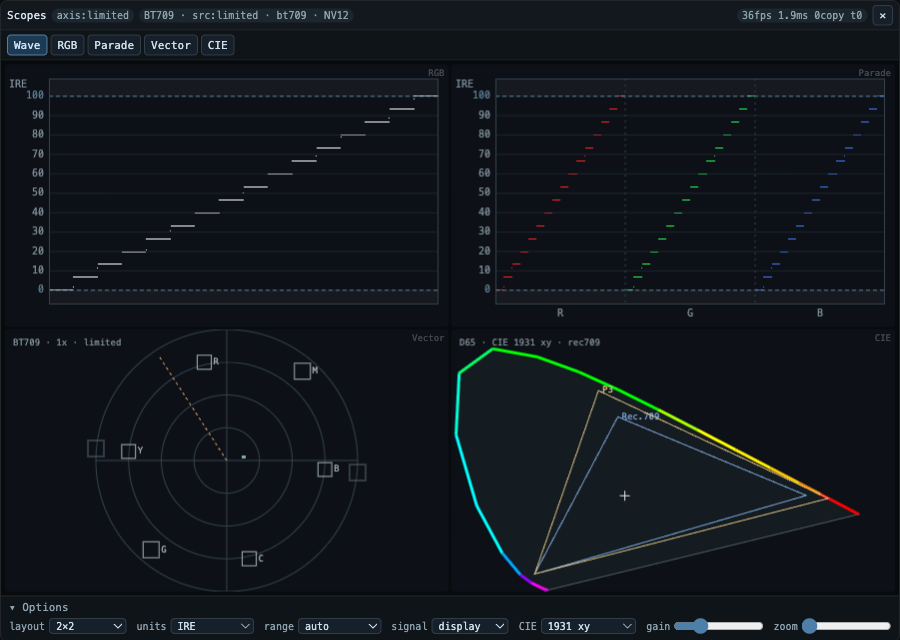 Scopes axis:limited BT709 · src:limited · bt709 · NV12 36fps 1.9ms 0copy t0 ×
Wave RGB Parade Vector CIE
RGB
IRE
100
90
80
70
60
50
40
30
20
10
0
Parade
IRE
100
90
80
70
60
50
40
30
20
10
0
R G B
BT709 · 1x · limited Vector
R
M
Y
B
G
C
D65 · CIE 1931 xy · rec709 CIE
P3
Rec.709
▾ Options
layout 2×2 units IRE range auto signal display CIE 1931 xy gain zoom